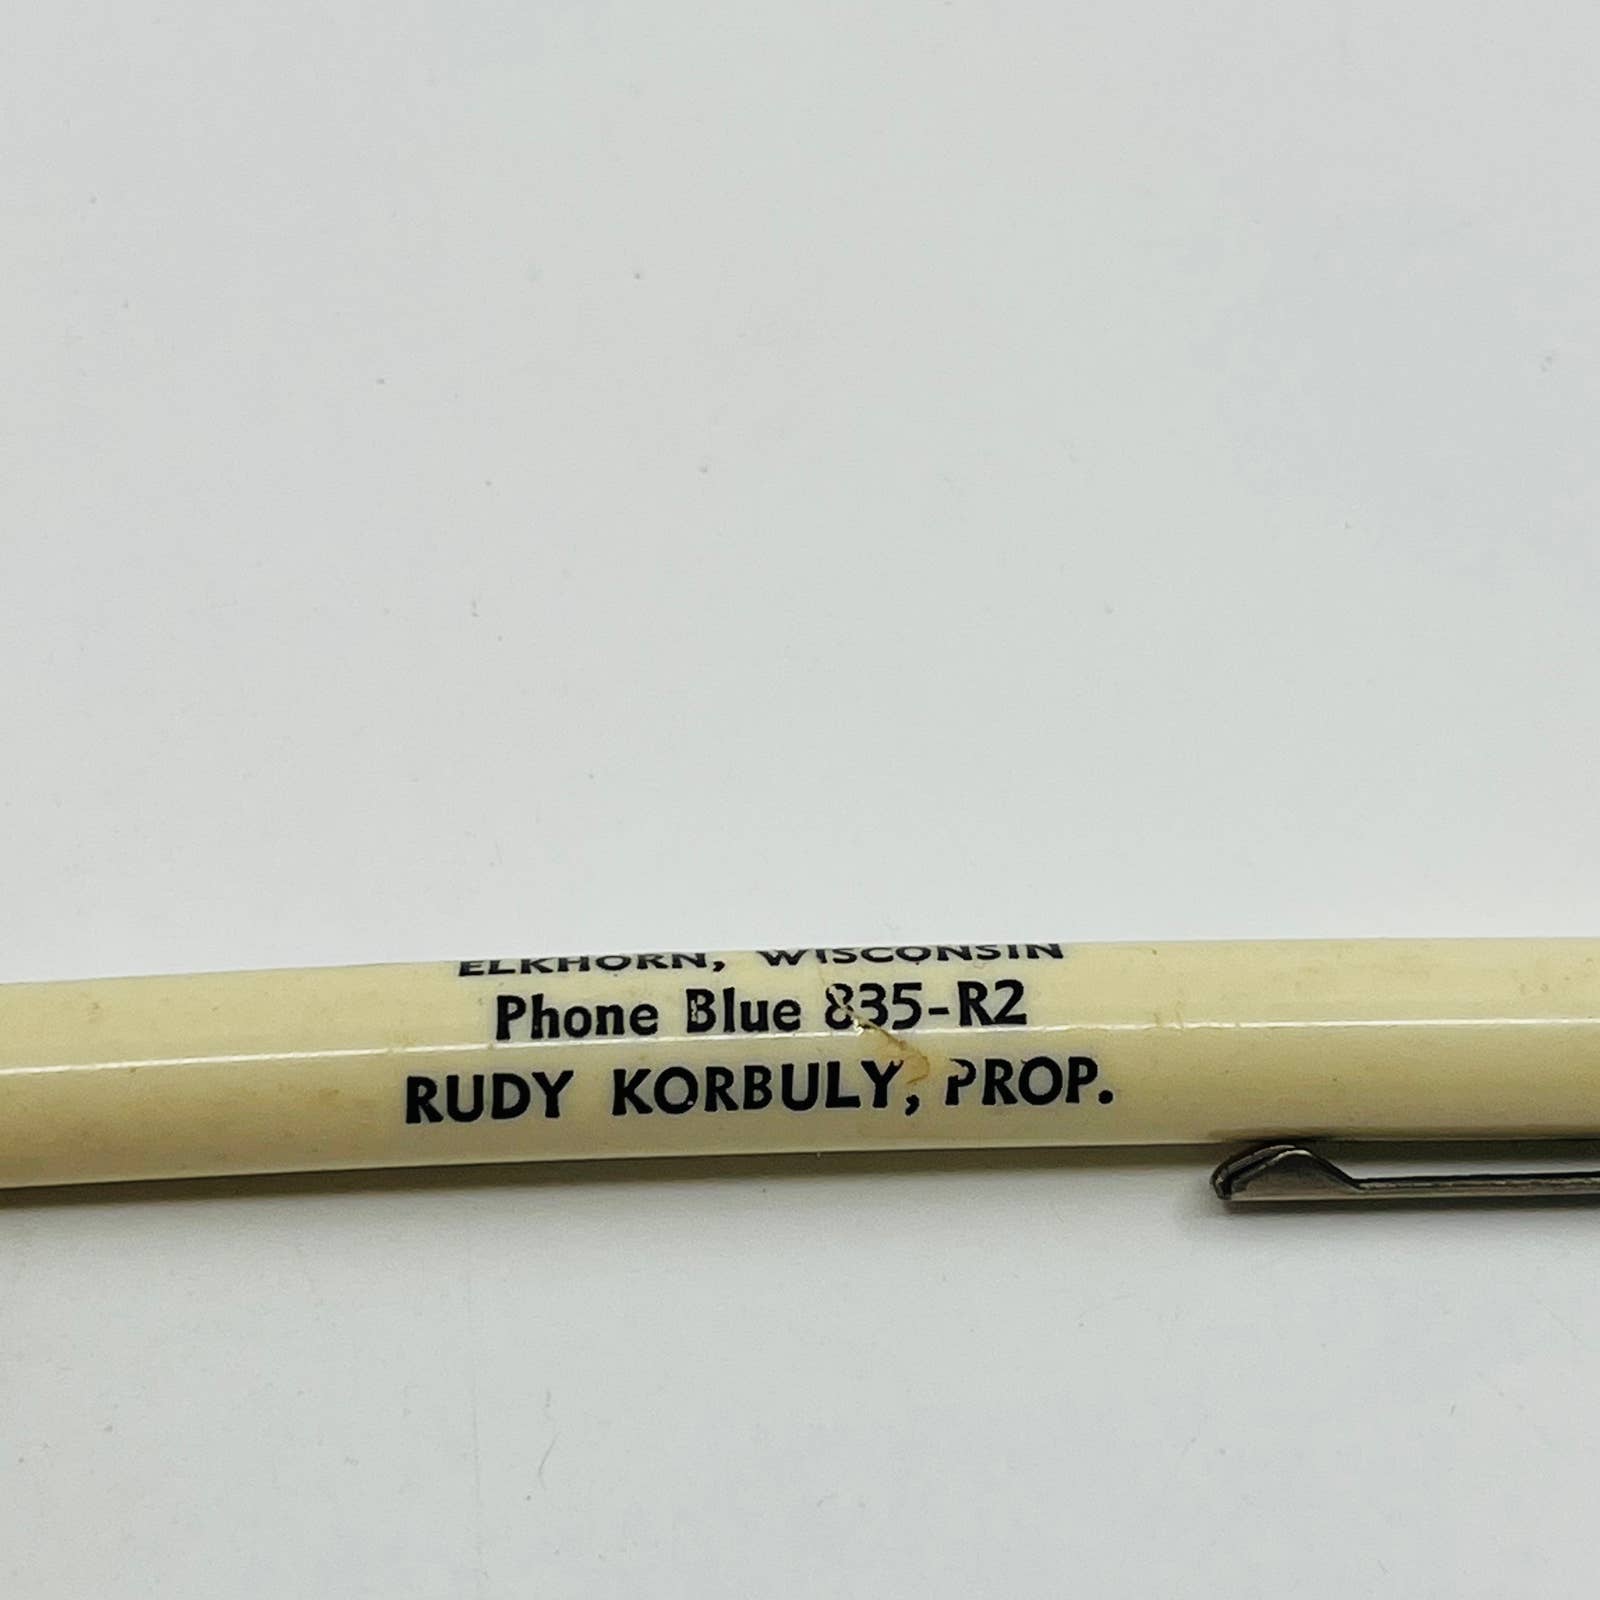 ELKHORN, WISCONSIN
Phone Blue 835-R2
RUDY KORBULY, PROP.